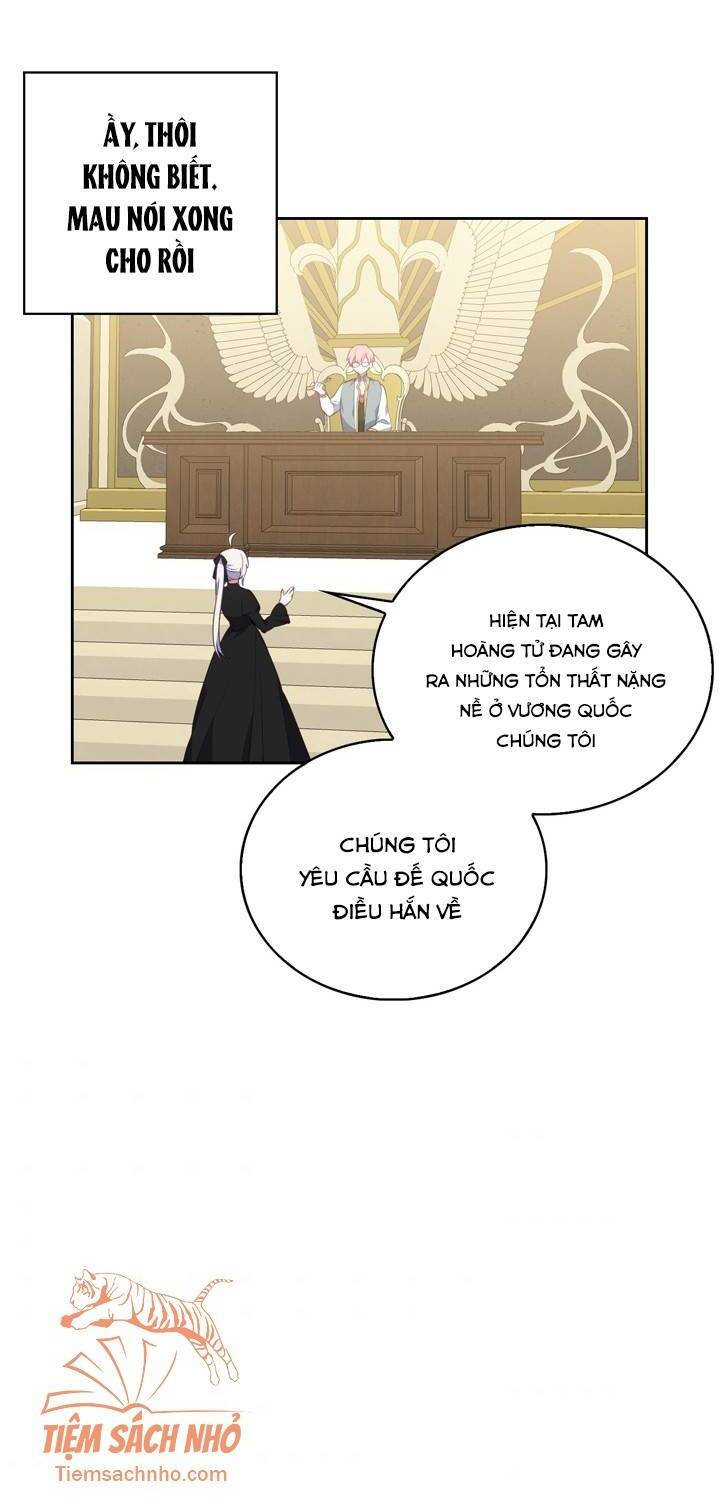 ẦY, THÔI
KHÔNG BIẾT.
MAU NÓI XONG
CHO RỒI
HIỆN TẠI TAM
HOÀNG TỬ ĐANG GÂY
RA NHỮNG TỔN THẤT NẶNG
NỀ Ở VƯƠNG QUỐC
CHÚNG TÔI
CHÚNG TÔI
YÊU CẦU ĐẾ QUỐC
ĐIỀU HẮN VỀ
TIỆM SÁCH NHỎ
Tiemsachnho.com